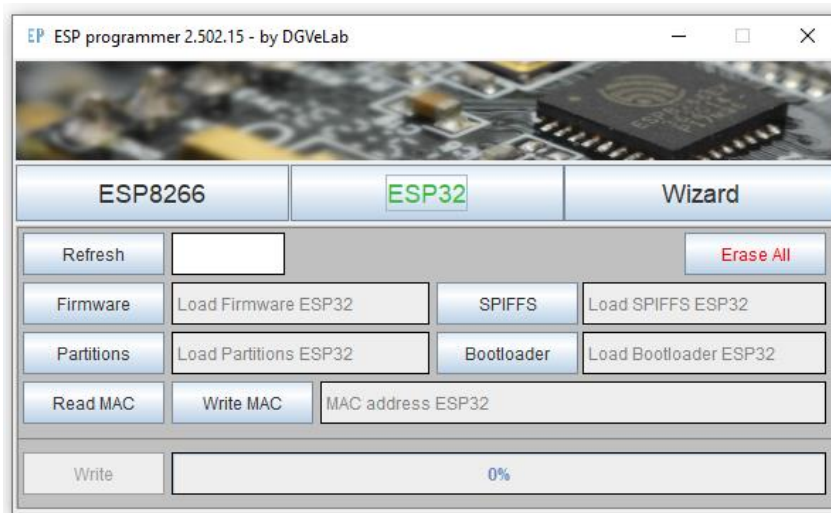 EP ESP programmer 2.502.15 - by DGVeLab
ESP8266 ESP32 Wizard
Refresh Erase All
Firmware Load Firmware ESP32 SPIFFS Load SPIFFS ESP32
Partitions Load Partitions ESP32 Bootloader Load Bootloader ESP32
Read MAC Write MAC MAC address ESP32
Write 0%